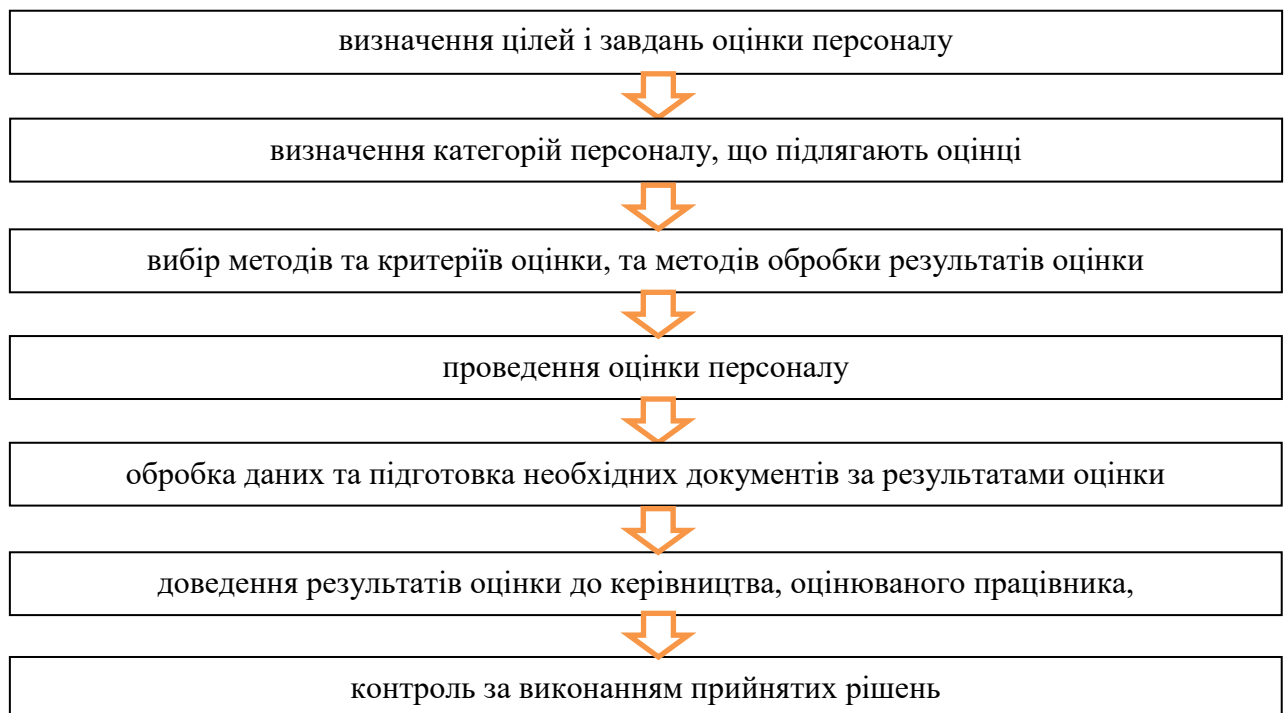 визначення цілей і завдань оцінки персоналу
визначення категорій персоналу, що підлягають оцінці
вибір методів та критеріїв оцінки, та методів обробки результатів оцінки
проведення оцінки персоналу
обробка даних та підготовка необхідних документів за результатами оцінки
доведення результатів оцінки до керівництва, оцінюваного працівника,
контроль за виконанням прийнятих рішень